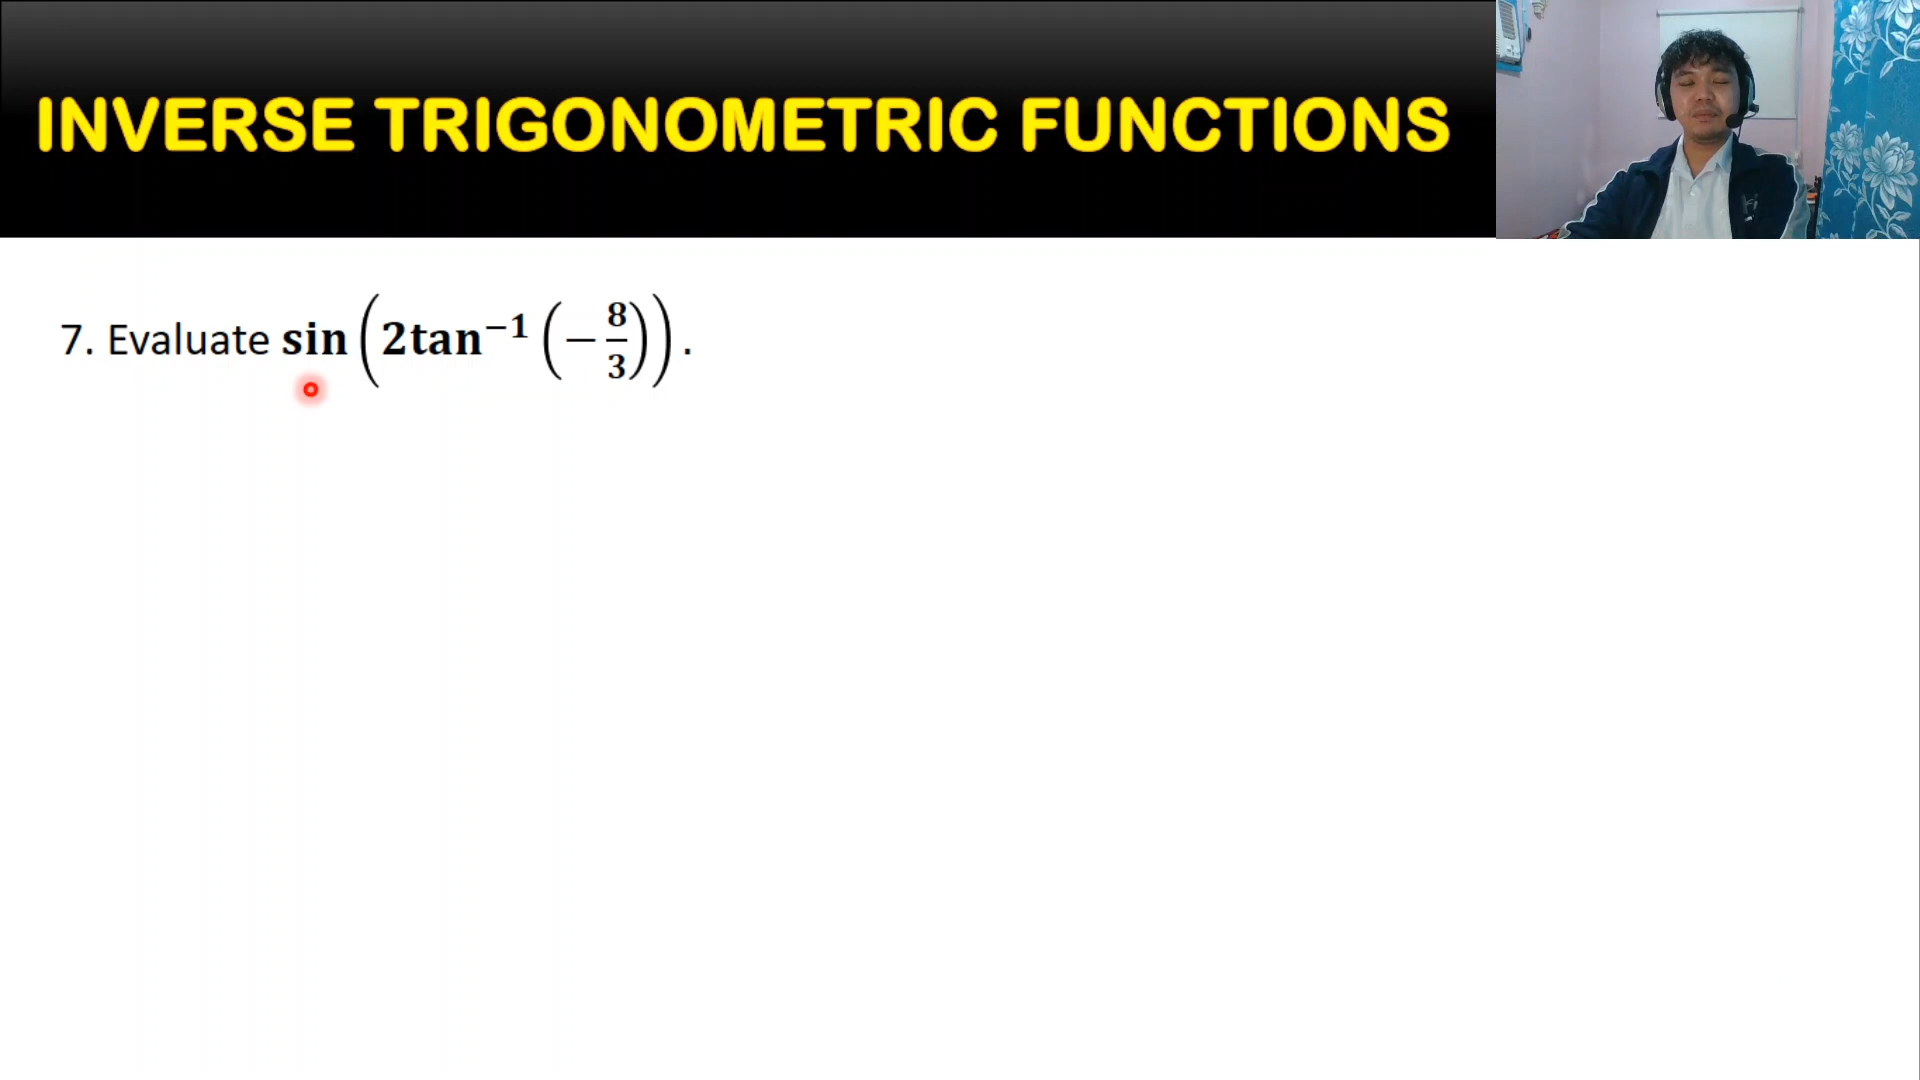 INVERSE TRIGONOMETRIC FUNCTIONS
7. Evaluate sin(2tan⁻¹(−8/3)).